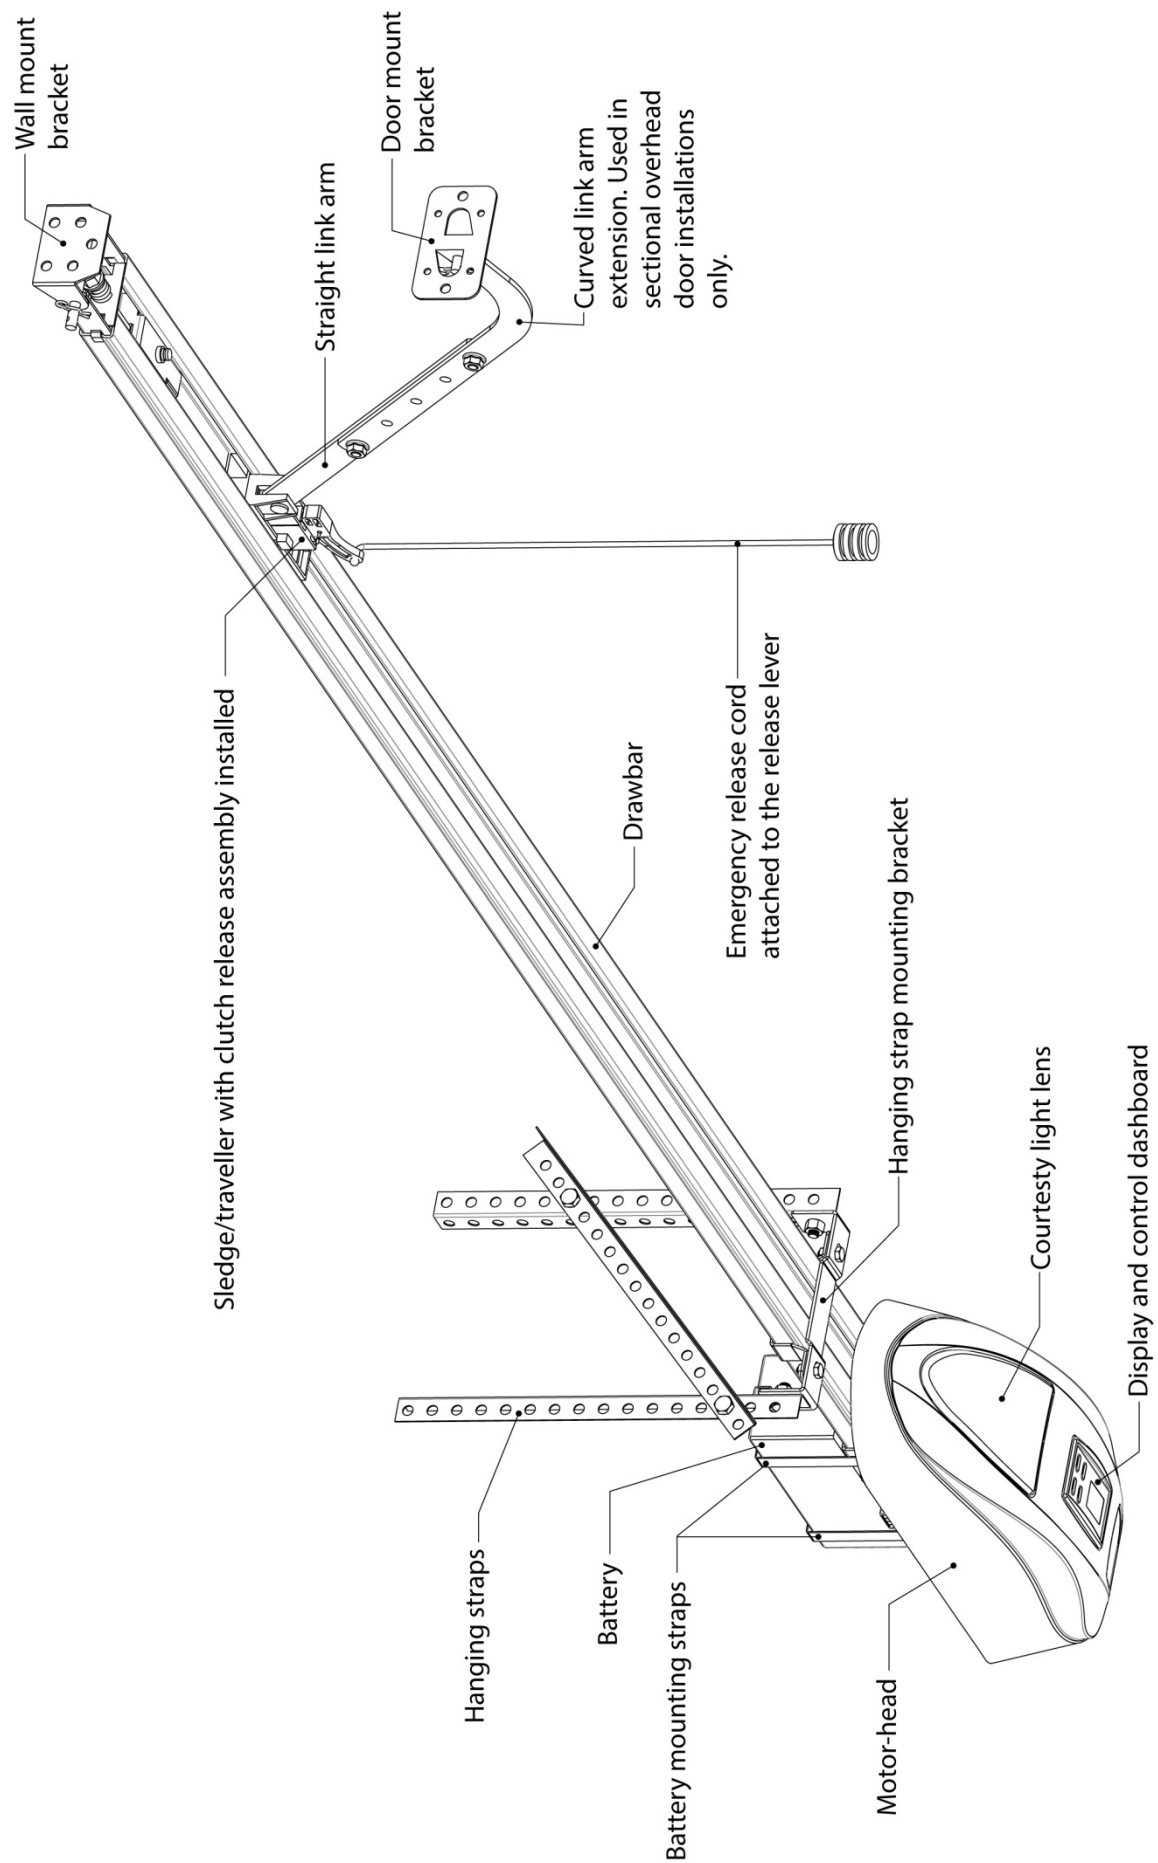 Wall mount
bracket
Straight link arm
Door mount
bracket
Curved link arm
extension. Used in
sectional overhead
door installations
only.
Sledge/traveller with clutch release assembly installed
Emergency release cord
attached to the release lever
Drawbar
Hanging strap mounting bracket
Courtesty light lens
Display and control dashboard
Hanging straps
Battery
Battery mounting straps
Motor-head